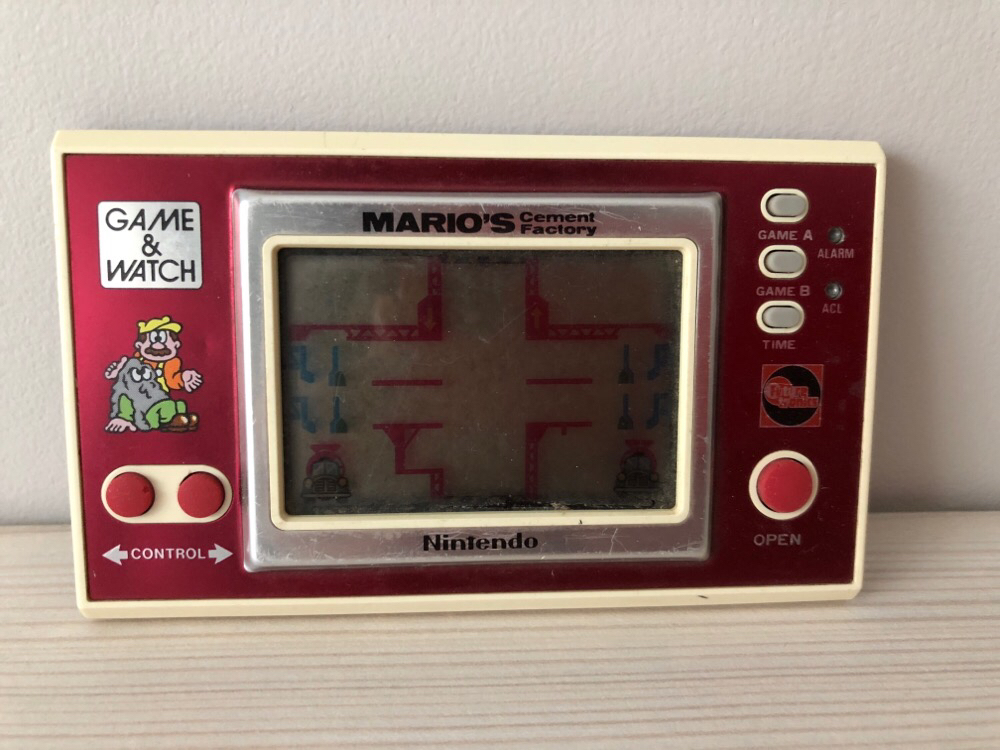 GAME
&
WATCH
MARIO'S Cement
Factory
GAME A
ALARM
GAME B
ACL
TIME
CONTROL
OPEN
Nintendo